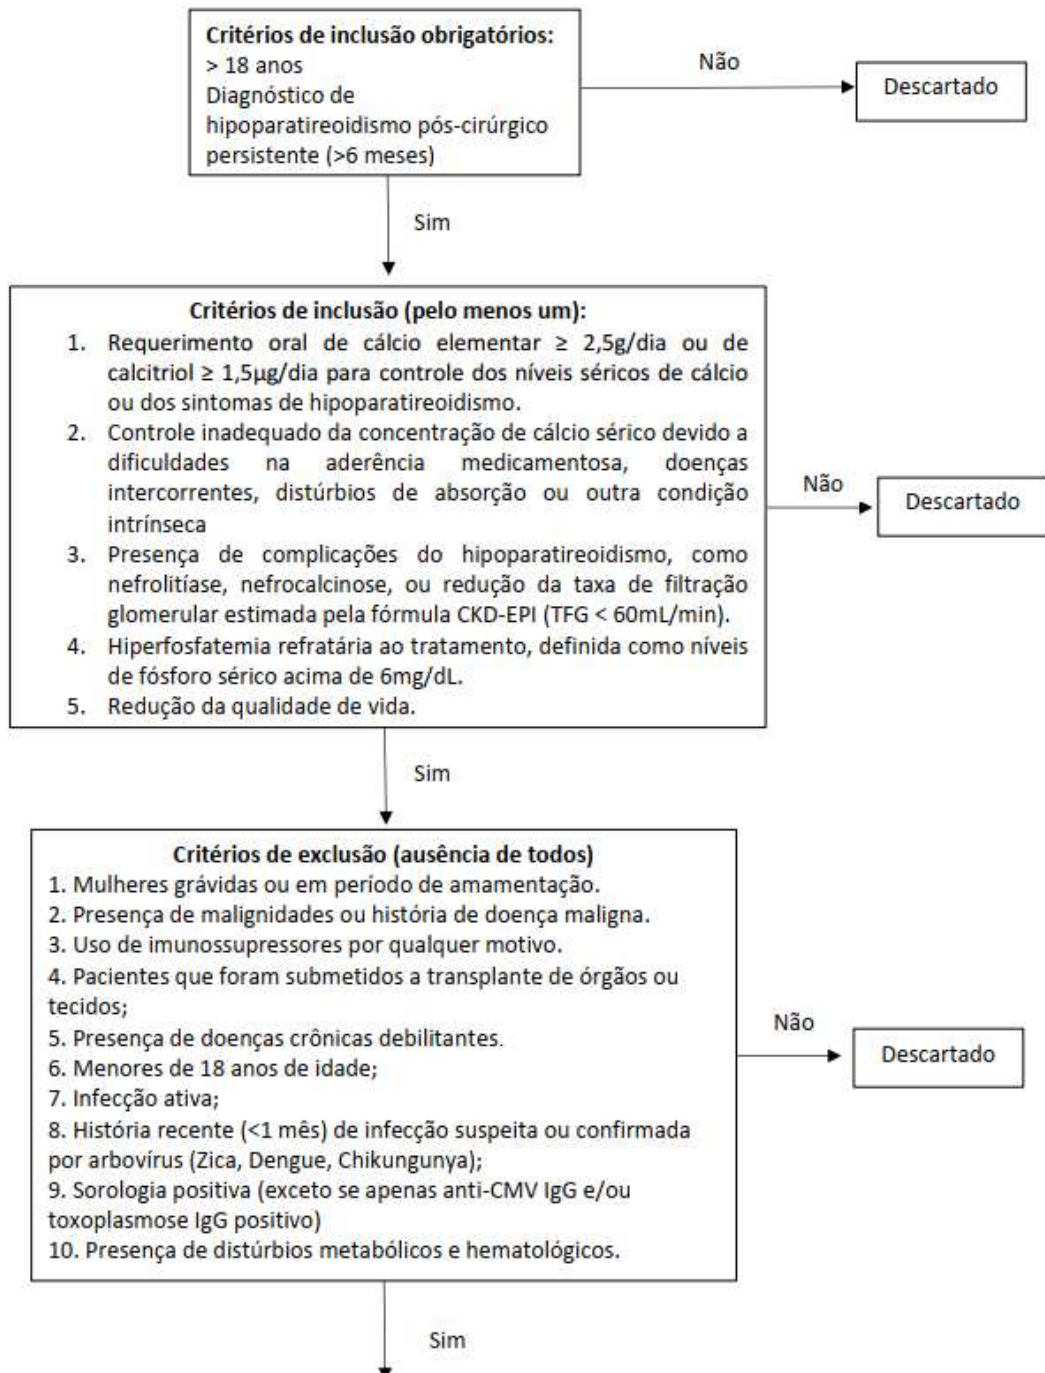 Critérios de inclusão obrigatórios:
> 18 anos
Diagnóstico de
hipoparatireoidismo pós-cirúrgico
persistente (>6 meses)
Não
Descartado
Sim
Critérios de inclusão (pelo menos um):
1. Requerimento oral de cálcio elementar ≥ 2,5g/dia ou de
calcitriol ≥ 1,5µg/dia para controle dos níveis séricos de cálcio
ou dos sintomas de hipoparatireoidismo.
2. Controle inadequado da concentração de cálcio sérico devido a
dificuldades na aderência medicamentosa, doenças
intercorrentes, distúrbios de absorção ou outra condição
intrínseca
3. Presença de complicações do hipoparatireoidismo, como
nefrolitíase, nefrocalcinose, ou redução da taxa de filtração
glomerular estimada pela fórmula CKD-EPI (TFG < 60mL/min).
4. Hiperfosfatemia refratária ao tratamento, definida como níveis
de fósforo sérico acima de 6mg/dL.
5. Redução da qualidade de vida.
Não
Descartado
Sim
Critérios de exclusão (ausência de todos)
1. Mulheres grávidas ou em período de amamentação.
2. Presença de malignidades ou história de doença maligna.
3. Uso de imunossupressores por qualquer motivo.
4. Pacientes que foram submetidos a transplante de órgãos ou
tecidos;
5. Presença de doenças crônicas debilitantes.
6. Menores de 18 anos de idade;
7. Infecção ativa;
8. História recente (<1 mês) de infecção suspeita ou confirmada
por arbovírus (Zica, Dengue, Chikungunya);
9. Sorologia positiva (exceto se apenas anti-CMV IgG e/ou
toxoplasmose IgG positivo)
10. Presença de distúrbios metabólicos e hematológicos.
Não
Descartado
Sim